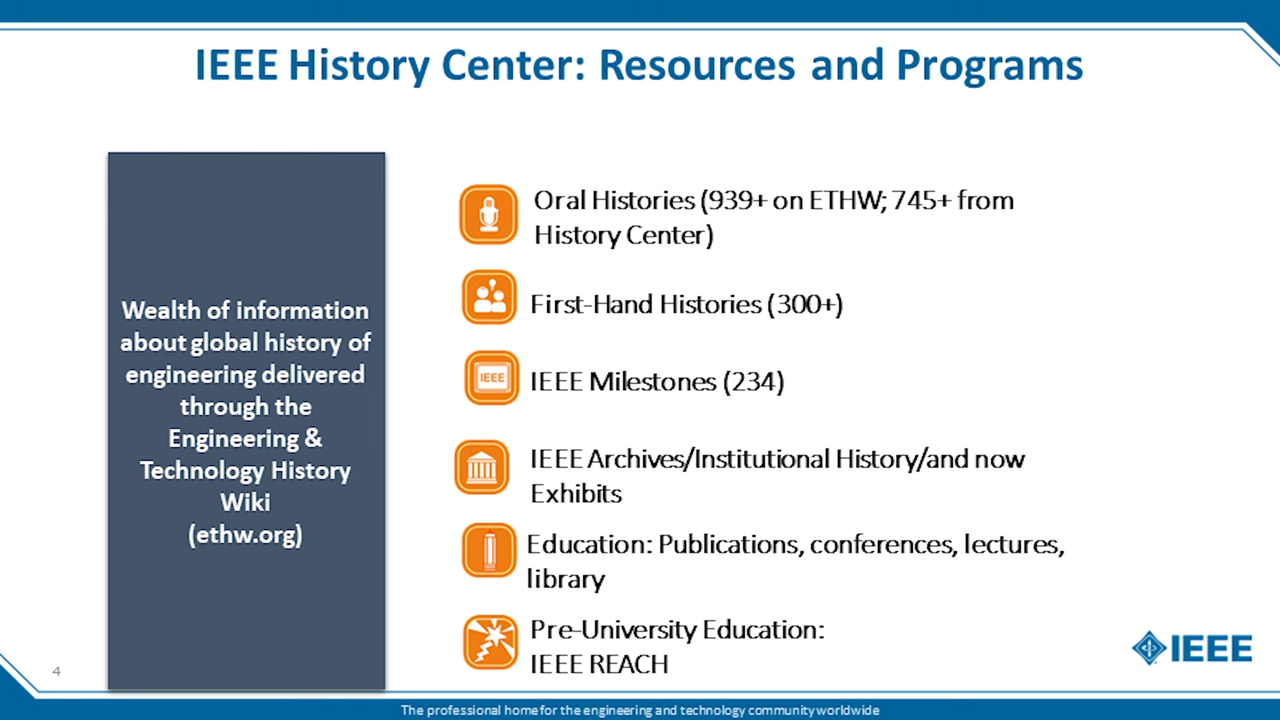 IEEE History Center: Resources and Programs
Wealth of information
about global history of
engineering delivered
through the
Engineering &
Technology History
Wiki
(ethw.org)
Oral Histories (939+ on ETHW; 745+ from
History Center)
First-Hand Histories (300+)
IEEE
IEEE Milestones (234)
IEEE Archives/Institutional History/and now
Exhibits
Education: Publications, conferences, lectures,
library
Pre-University Education:
IEEE REACH
IEEE
4
The professional home for the engineering and technology community worldwide